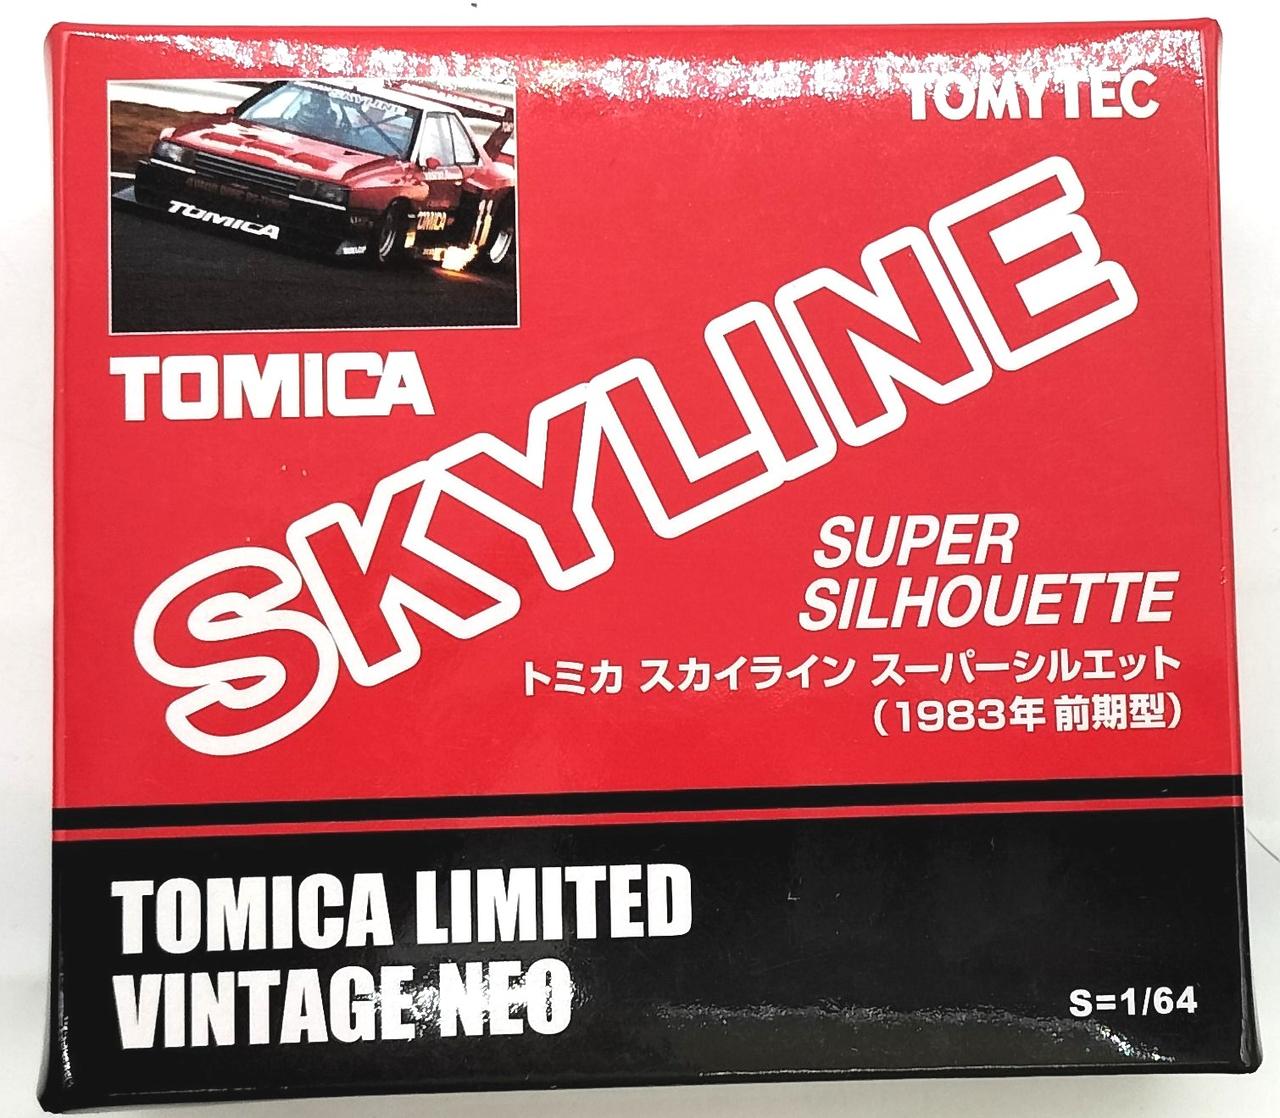 TOMYTEC
SKYLINE
TOMICA
TOMICA
TOMICA
SKYLINE
SUPER
SILHOUETTE
トミカ スカイライン スーパーシルエット
(1983年 前期型)
TOMICA LIMITED
VINTAGE NEO
S=1/64